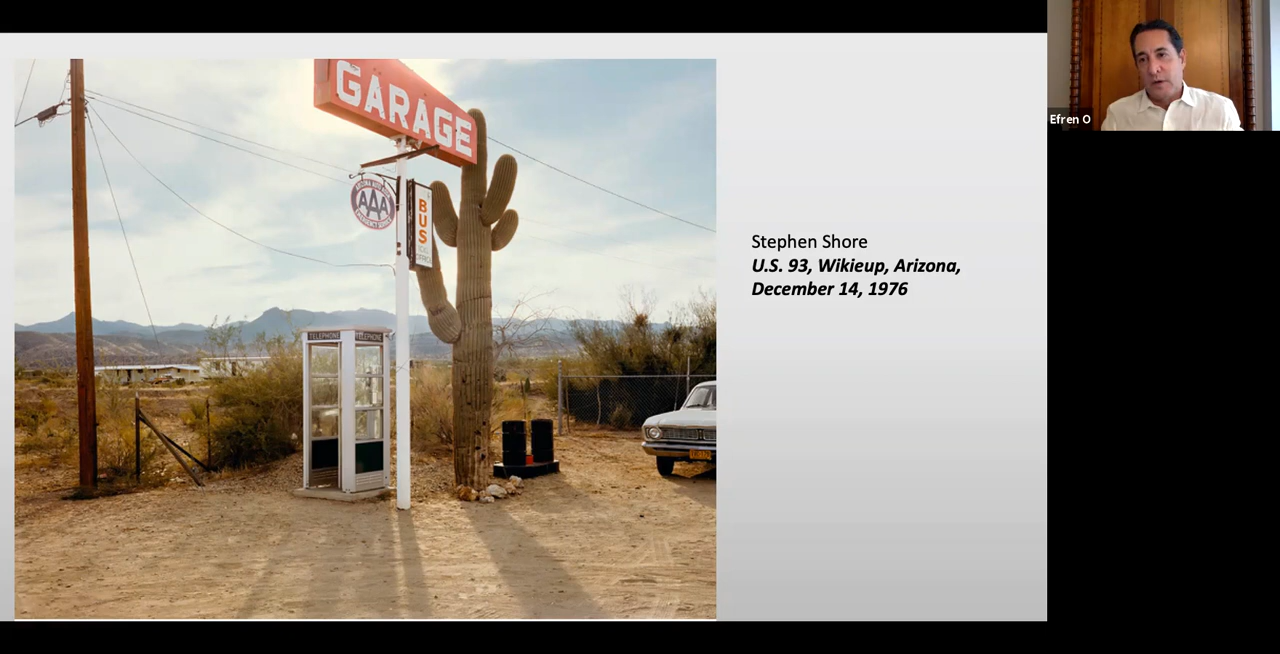 GARAGE
AAA
BUS
TELEPHONE TELEPHONE
Stephen Shore
U.S. 93, Wikieup, Arizona,
December 14, 1976
Efren O